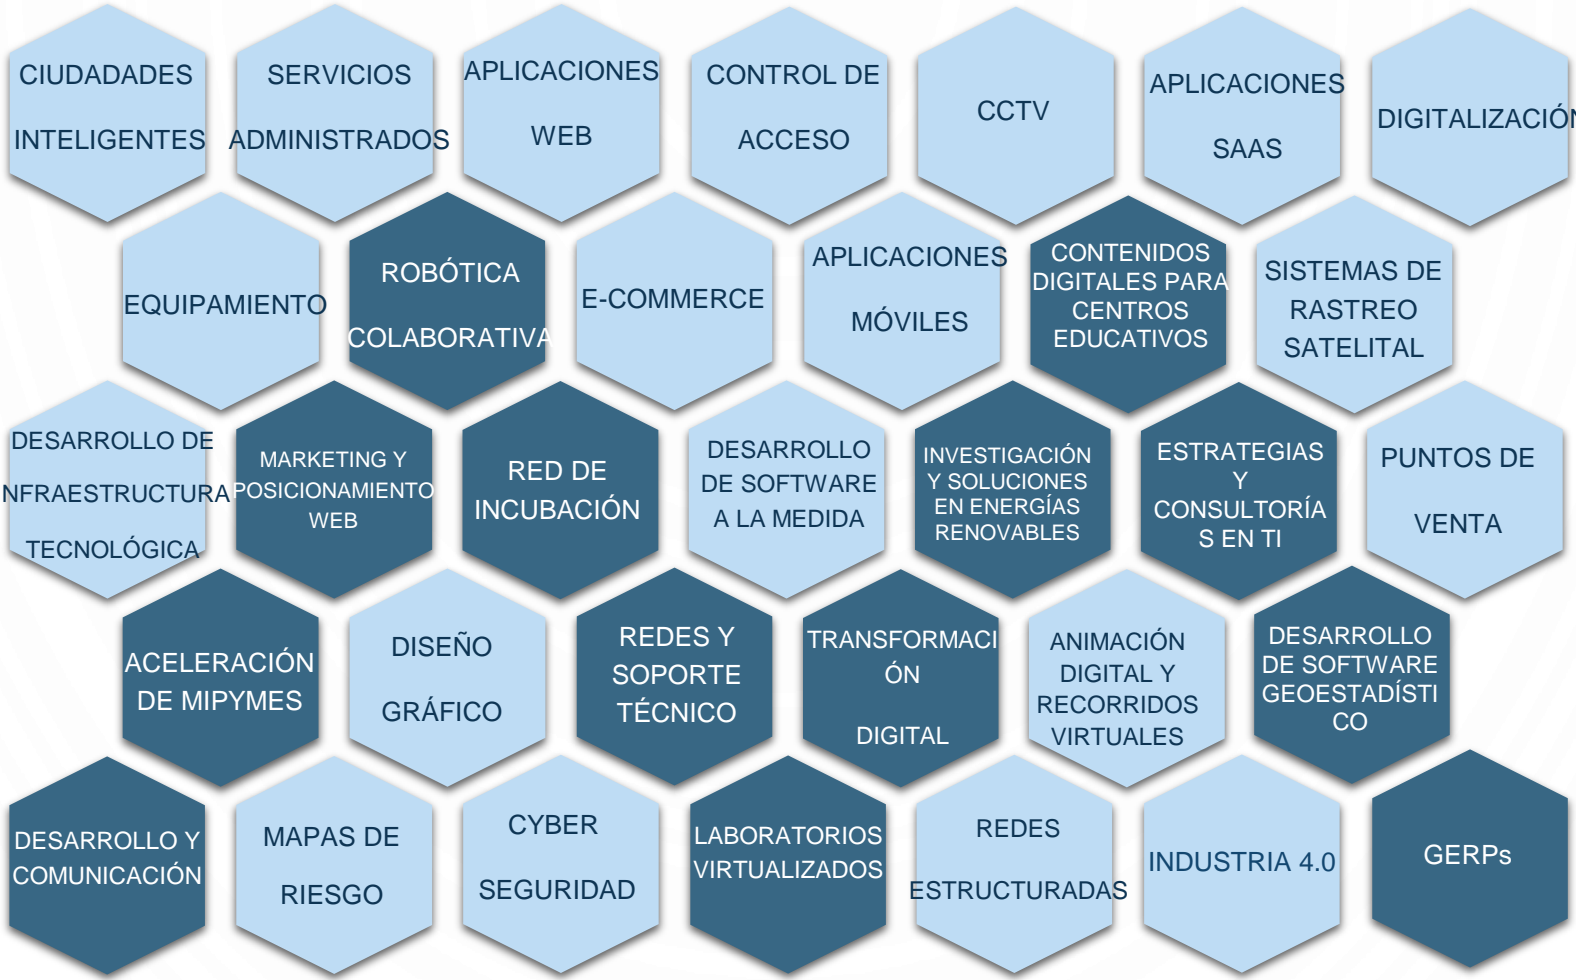 CIUDADADES
INTELIGENTES
SERVICIOS
ADMINISTRADOS
APLICACIONES
WEB
CONTROL DE
ACCESO
CCTV
APLICACIONES
SAAS
DIGITALIZACIÓN
EQUIPAMIENTO
ROBÓTICA
COLABORATIVA
E-COMMERCE
APLICACIONES
MÓVILES
CONTENIDOS
DIGITALES PARA
CENTROS
EDUCATIVOS
SISTEMAS DE
RASTREO
SATELITAL
DESARROLLO DE
NFRAESTRUCTURA
TECNOLÓGICA
MARKETING Y
POSICIONAMIENTO
WEB
RED DE
INCUBACIÓN
DESARROLLO
DE SOFTWARE
A LA MEDIDA
INVESTIGACIÓN
Y SOLUCIONES
EN ENERGÍAS
RENOVABLES
ESTRATEGIAS
Y
CONSULTORÍA
S EN TI
PUNTOS DE
VENTA
ACELERACIÓN
DE MIPYMES
DISEÑO
GRÁFICO
REDES Y
SOPORTE
TÉCNICO
TRANSFORMACI
ÓN
DIGITAL
ANIMACIÓN
DIGITAL Y
RECORRIDOS
VIRTUALES
DESARROLLO
DE SOFTWARE
GEOESTADÍSTI
CO
DESARROLLO Y
COMUNICACIÓN
MAPAS DE
RIESGO
CYBER
SEGURIDAD
LABORATORIOS
VIRTUALIZADOS
REDES
ESTRUCTURADAS
INDUSTRIA 4.0
GERPs